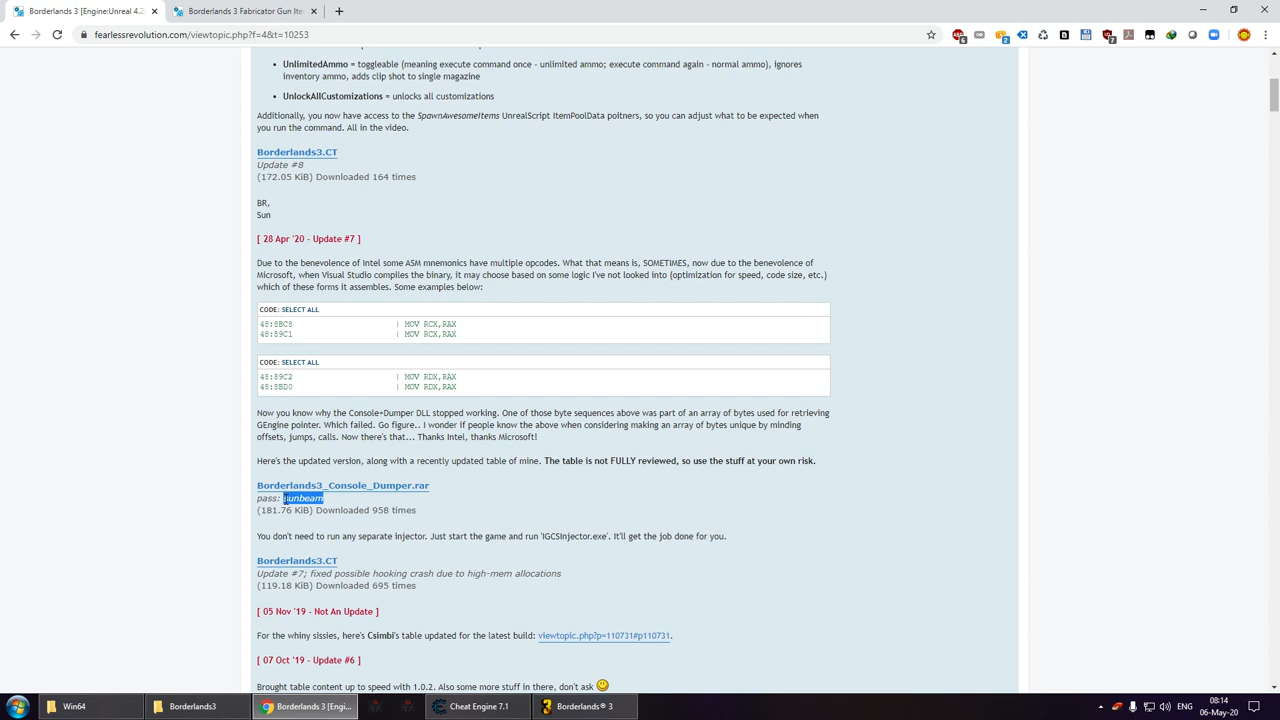 Borderlands 3 [Engine:Unreal 4.2
Borderlands 3 Fabricator Gun Ite
fearlessrevolution.com/viewtopic.php?f=4&t=10253
UnlimitedAmmo = toggleable (meaning execute command once - unlimited ammo; execute command again - normal ammo), ignores
inventory ammo, adds clip shot to single magazine
UnlockAllCustomizations = unlocks all customizations
Additionally, you now have access to the SpawnAwesomeItems UnrealScript ItemPoolData poitners, so you can adjust what to be expected when
you run the command. All in the video.
Borderlands3.CT
Update #8
(172.05 KiB) Downloaded 164 times
BR,
Sun
[ 28 Apr '20 - Update #7 ]
Due to the benevolence of Intel some ASM mnemonics have multiple opcodes. What that means is, SOMETIMES, now due to the benevolence of
Microsoft, when Visual Studio compiles the binary, it may choose based on some logic I've not looked into (optimization for speed, code size, etc.)
which of these forms it assembles. Some examples below:
CODE: SELECT ALL
48:8BC8 | MOV RCX,RAX
48:89C1 | MOV RCX,RAX
CODE: SELECT ALL
48:89C2 | MOV RDX,RAX
48:8BD0 | MOV RDX,RAX
Now you know why the Console+Dumper DLL stopped working. One of those byte sequences above was part of an array of bytes used for retrieving
GEngine pointer. Which failed. Go figure.. I wonder if people know the above when considering making an array of bytes unique by minding
offsets, jumps, calls. Now there's that... Thanks Intel, thanks Microsoft!
Here's the updated version, along with a recently updated table of mine. The table is not FULLY reviewed, so use the stuff at your own risk.
Borderlands3_Console_Dumper.rar
pass: sunbeam
(181.76 KiB) Downloaded 958 times
You don't need to run any separate injector. Just start the game and run 'IGCSInjector.exe'. It'll get the job done for you.
Borderlands3.CT
Update #7; fixed possible hooking crash due to high-mem allocations
(119.18 KiB) Downloaded 695 times
[ 05 Nov '19 - Not An Update ]
For the whiny sissies, here's Csimbi's table updated for the latest build: viewtopic.php?p=110731#p110731.
[ 07 Oct '19 - Update #6 ]
Brought table content up to speed with 1.0.2. Also some more stuff in there, don't ask
Win64
Borderlands3
Borderlands 3 [Engi...
Cheat Engine 7.1
Borderlands® 3
ENG
08:14
06-May-20